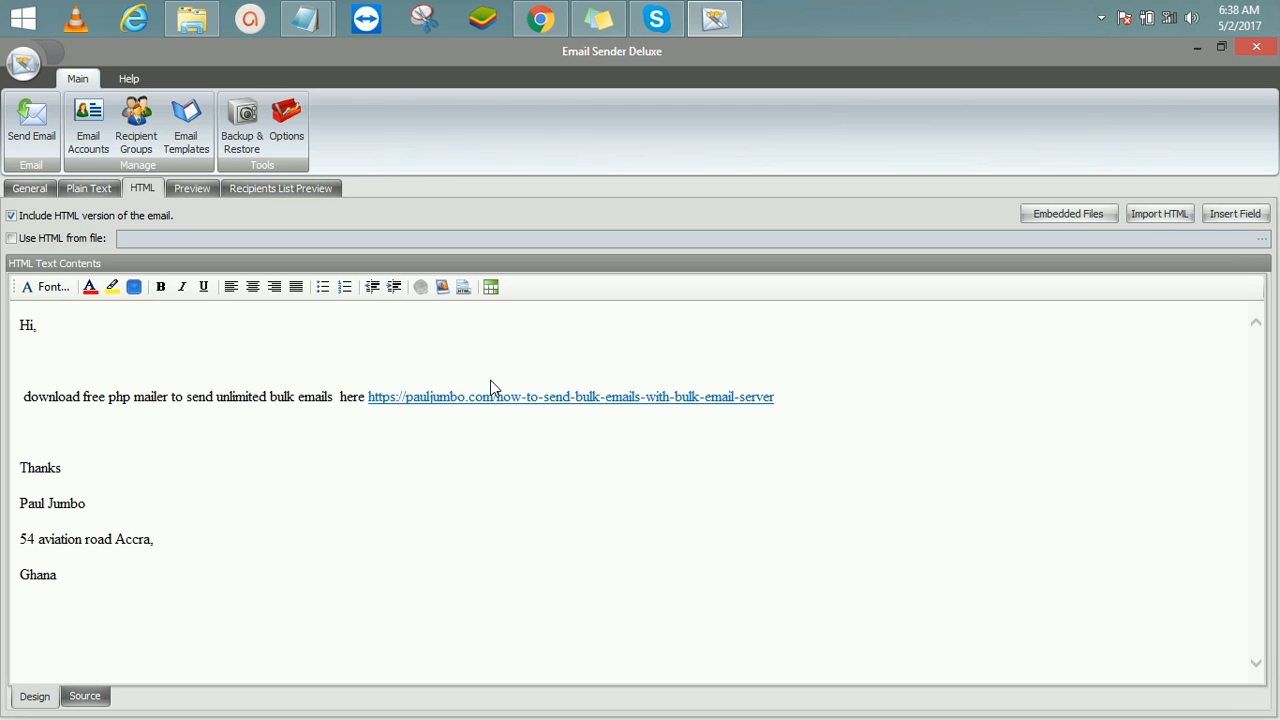 6:38 AM
5/2/2017
Email Sender Deluxe
Main Help
Send Email
Email Accounts
Recipient Groups
Email Templates
Backup & Restore
Options
Email Manage Tools
General Plain Text HTML Preview Recipients List Preview
Include HTML version of the email. Embedded Files Import HTML Insert Field
Use HTML from file: ...
HTML Text Contents
A Font... A B I U HTML
Hi,
download free php mailer to send unlimited bulk emails here https://pauljumbo.com/how-to-send-bulk-emails-with-bulk-email-server
Thanks
Paul Jumbo
54 aviation road Accra,
Ghana
Design Source